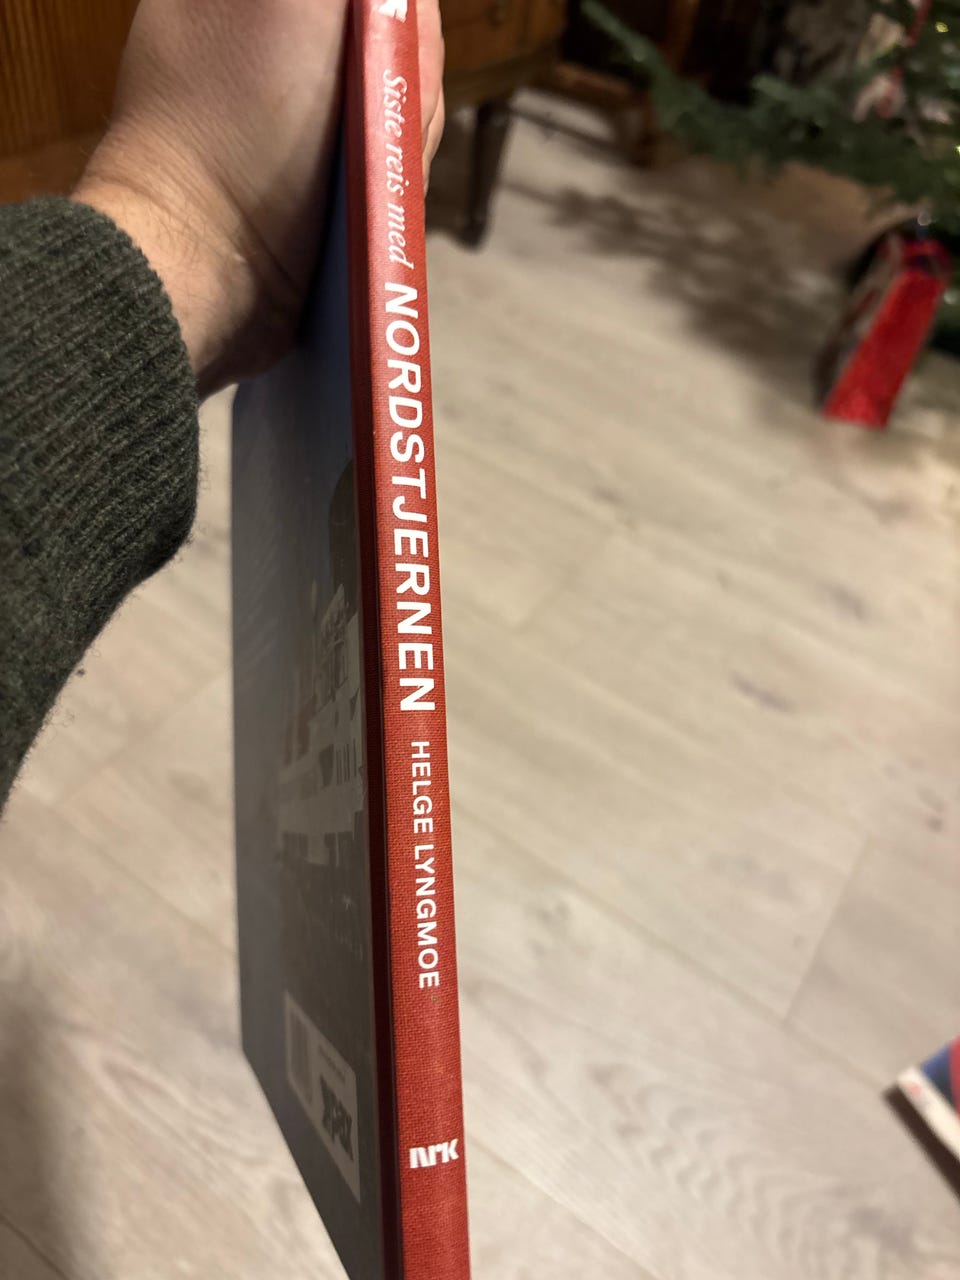 Siste reis med NORDSTJERNEN HELGE LYNGMOE
NRK